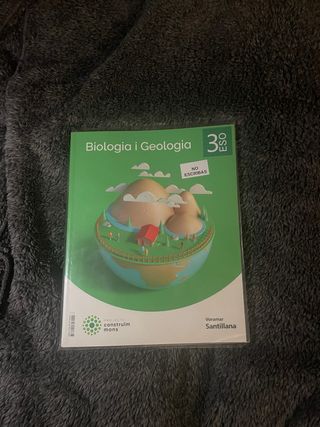 Biologia i Geologia
3 ESO
NO
ESCRIBAS
construïm
mons
Voramar
Santillana